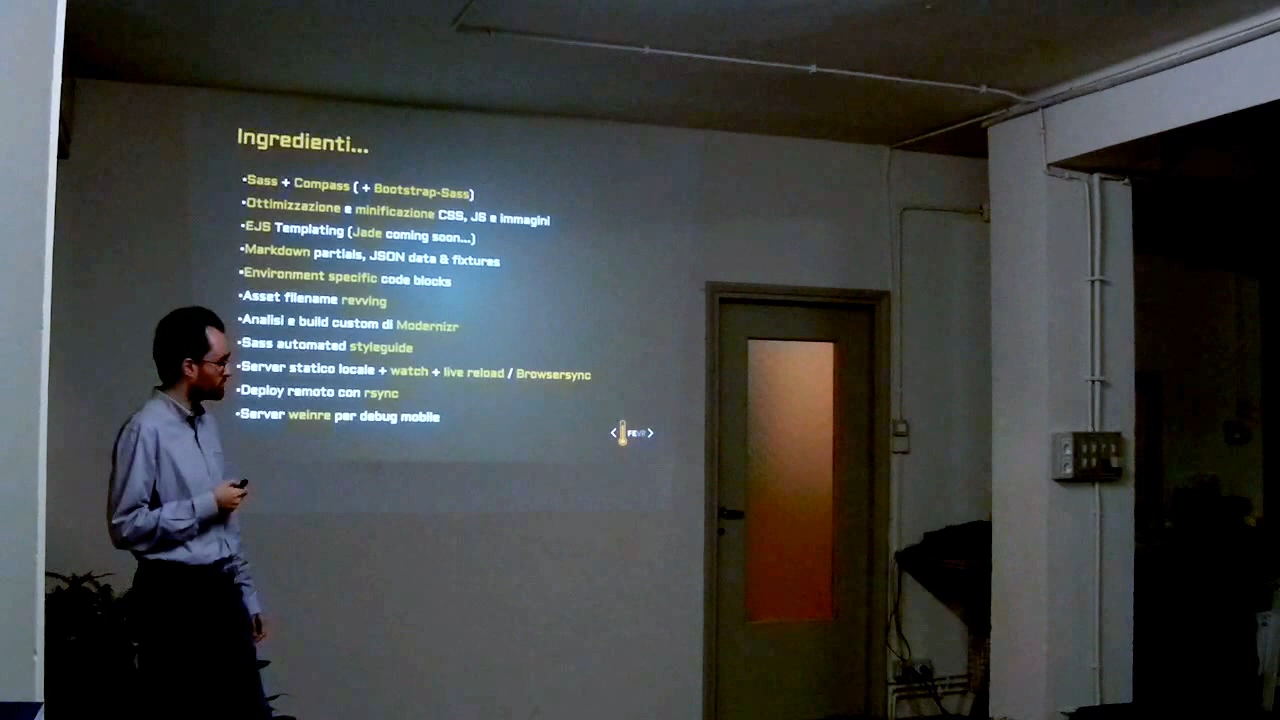 Ingredienti...
•Sass + Compass ( + Bootstrap-Sass)
•Ottimizzazione e minificazione CSS, JS e immagini
•EJS Templating (Jade coming soon...)
•Markdown partials, JSON data & fixtures
•Environment specific code blocks
•Asset filename revving
•Analisi e build custom di Modernizr
•Sass automated styleguide
•Server statico locale + watch + live reload / Browsersync
•Deploy remoto con rsync
•Server weinre per debug mobile
< FEVR >